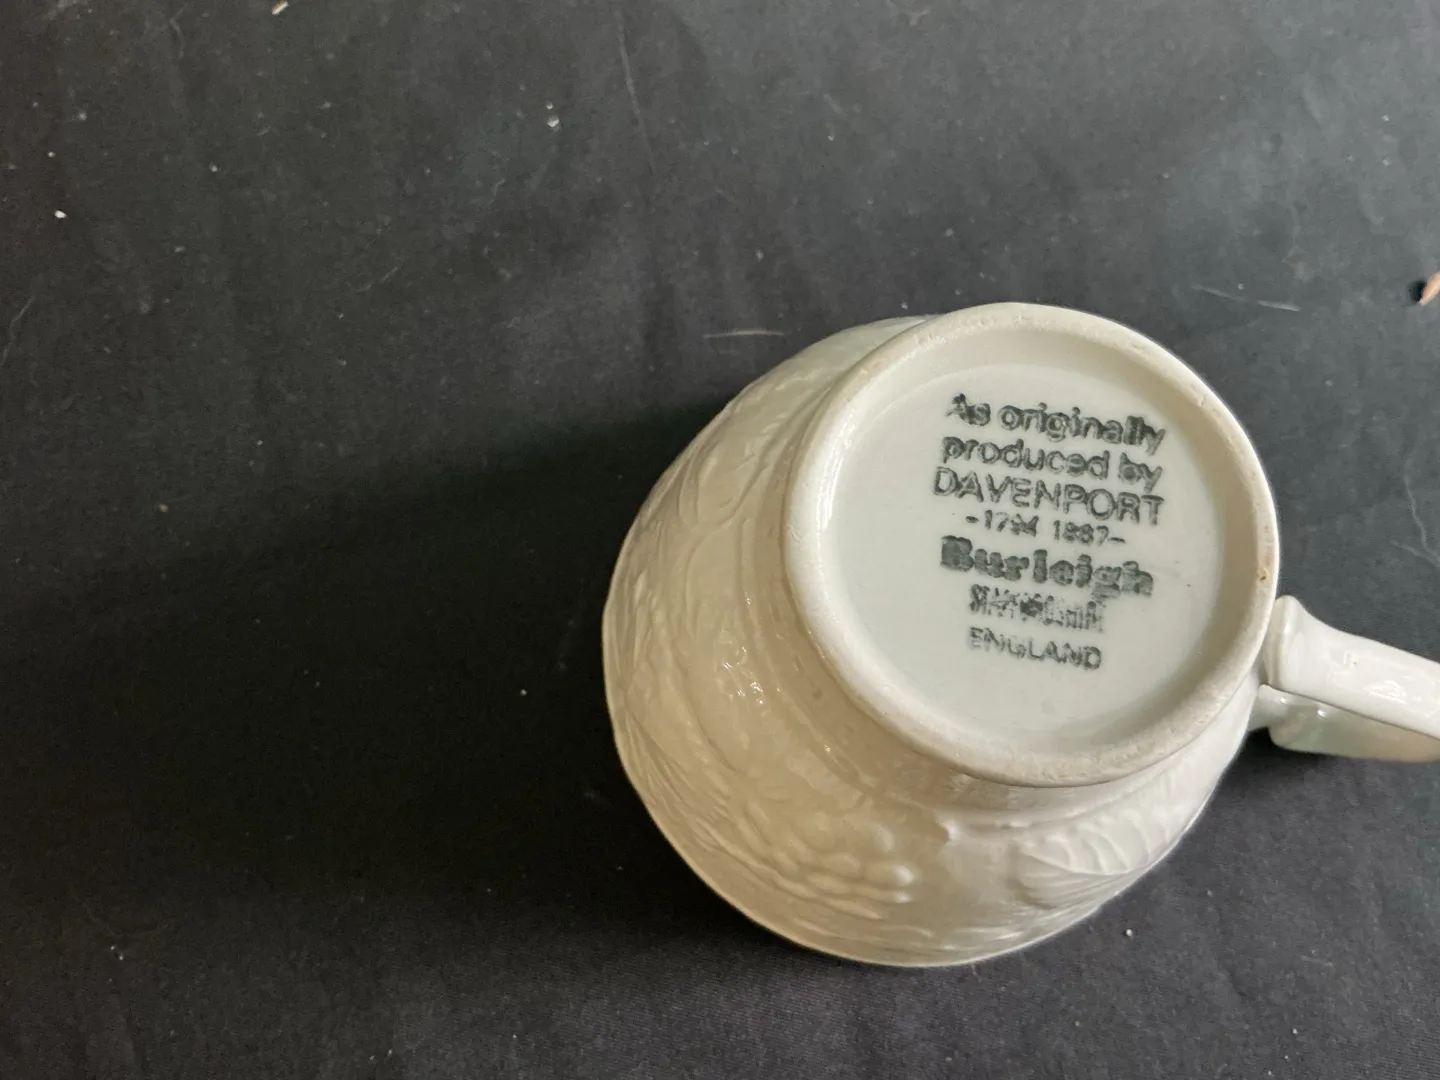 As originally
produced by
DAVENPORT
-1794 1887-
Burleigh
ENGLAND